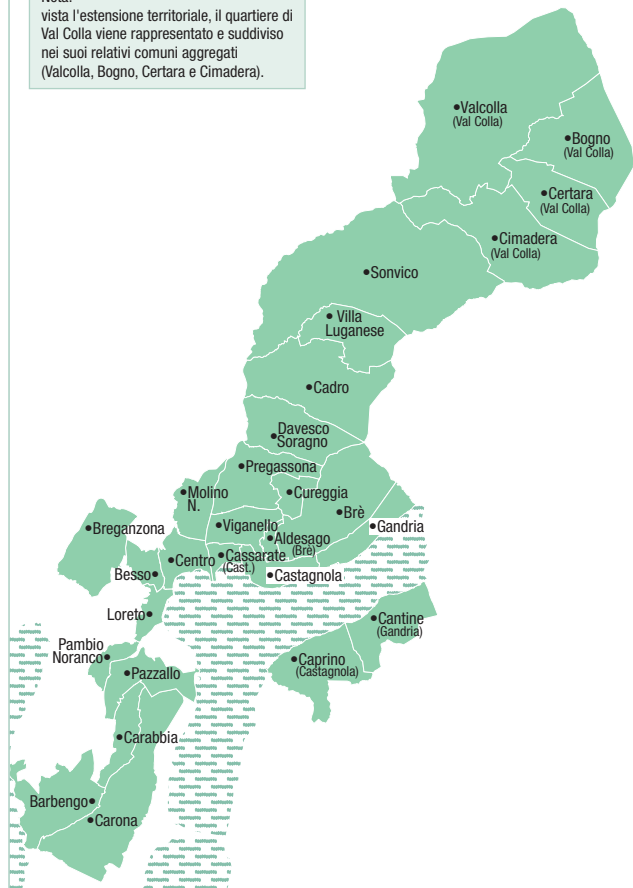 Nota:
vista l'estensione territoriale, il quartiere di
Val Colla viene rappresentato e suddiviso
nei suoi relativi comuni aggregati
(Valcolla, Bogno, Certara e Cimadera).
Valcolla
(Val Colla)
Bogno
(Val Colla)
Certara
(Val Colla)
Cimadera
(Val Colla)
Sonvico
Villa
Luganese
Cadro
Davesco
Soragno
Pregassona
Molino
N.
Cureggia
Brè
Breganzona
Viganello
Gandria
Aldesago
(Brè)
Centro
Cassarate
(Cast.)
Besso
Castagnola
Loreto
Cantine
(Gandria)
Pambio
Noranco
Caprino
(Castagnola)
Pazzallo
Carabbia
Barbengo
Carona